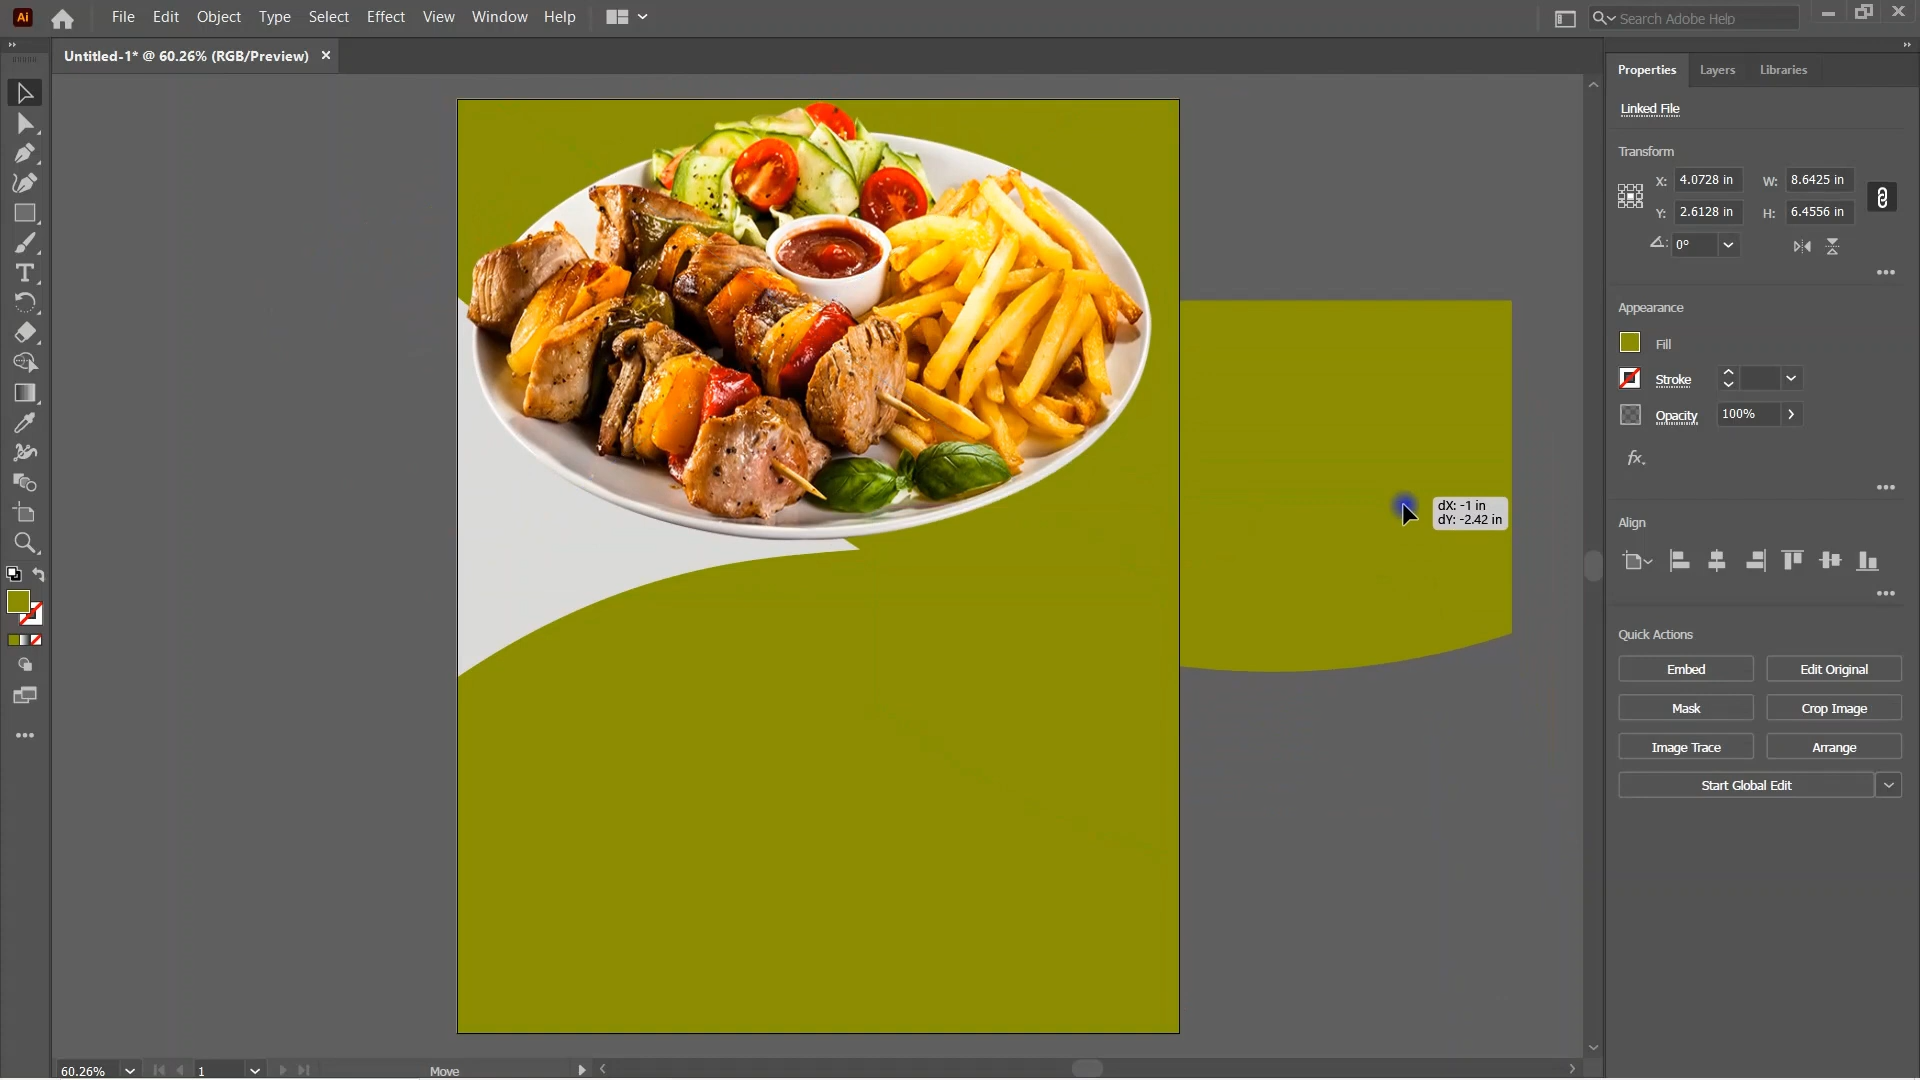 Ai File Edit Object Type Select Effect View Window Help Search Adobe Help
Untitled-1* @ 60.26% (RGB/Preview)
Properties Layers Libraries
Linked File
Transform
X: 4.0728 in W: 8.6425 in
Y: 2.6128 in H: 6.4556 in
0°
Appearance
Fill
Stroke
Opacity 100%
fx.
dX: -1 in
dY: -2.42 in
Align
Quick Actions
Embed Edit Original
Mask Crop Image
Image Trace Arrange
Start Global Edit
60.26% 1 Move